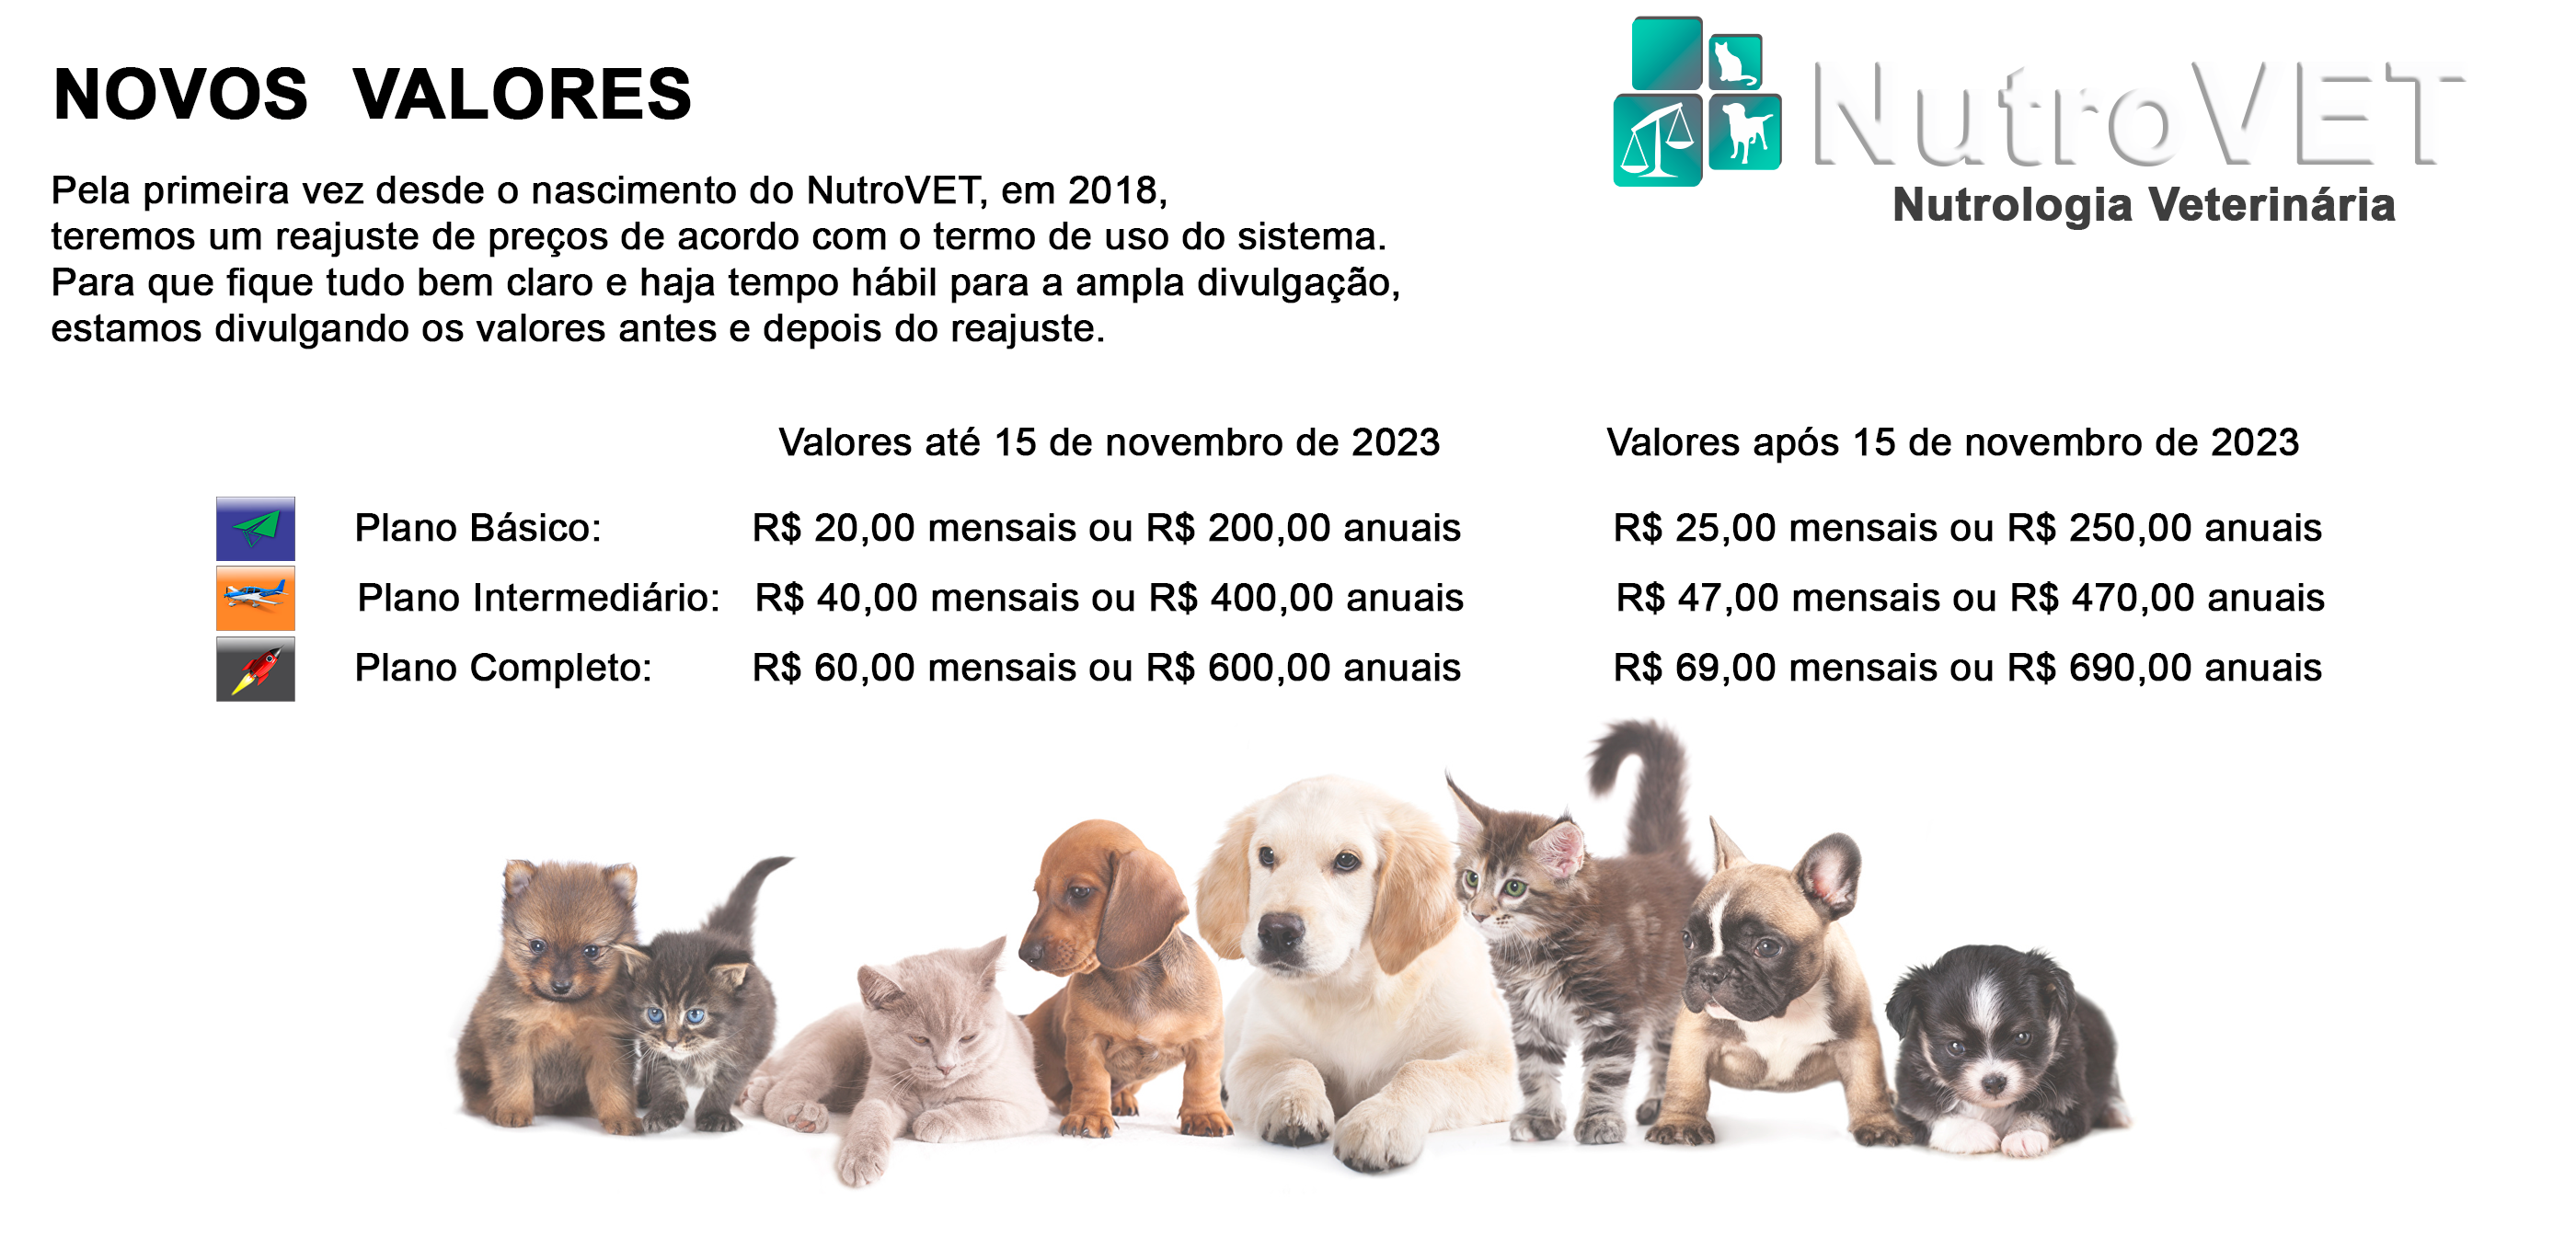 NOVOS VALORES
NutroVET
Nutrologia Veterinária
Pela primeira vez desde o nascimento do NutroVET, em 2018,
teremos um reajuste de preços de acordo com o termo de uso do sistema.
Para que fique tudo bem claro e haja tempo hábil para a ampla divulgação,
estamos divulgando os valores antes e depois do reajuste.
Valores até 15 de novembro de 2023 Valores após 15 de novembro de 2023
Plano Básico: R$ 20,00 mensais ou R$ 200,00 anuais R$ 25,00 mensais ou R$ 250,00 anuais
Plano Intermediário: R$ 40,00 mensais ou R$ 400,00 anuais R$ 47,00 mensais ou R$ 470,00 anuais
Plano Completo: R$ 60,00 mensais ou R$ 600,00 anuais R$ 69,00 mensais ou R$ 690,00 anuais